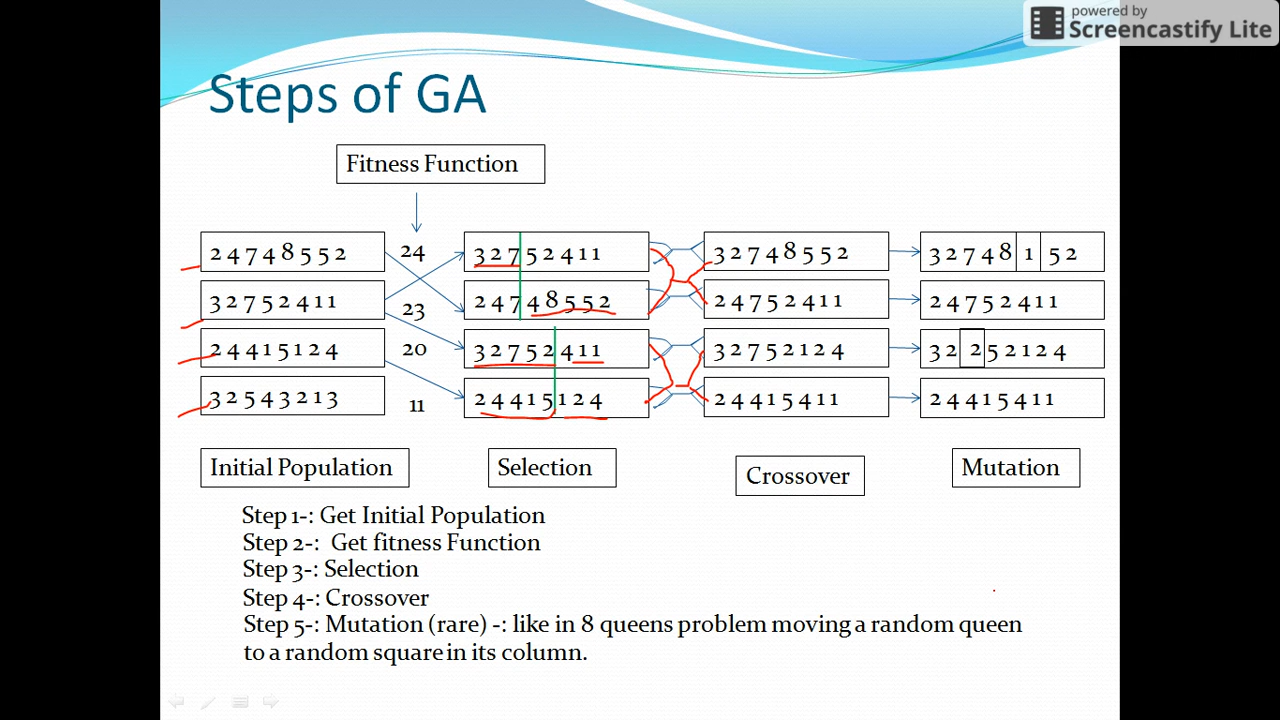 powered by
Screencastify Lite
Steps of GA
Fitness Function
2 4 7 4 8 5 5 2
24
3 2 7 5 2 4 1 1
3 2 7 4 8 5 5 2
3 2 7 4 8 1 5 2
3 2 7 5 2 4 1 1
23
2 4 7 4 8 5 5 2
2 4 7 5 2 4 1 1
2 4 7 5 2 4 1 1
2 4 4 1 5 1 2 4
20
3 2 7 5 2 4 1 1
3 2 7 5 2 1 2 4
3 2 2 5 2 1 2 4
3 2 5 4 3 2 1 3
11
2 4 4 1 5 1 2 4
2 4 4 1 5 4 1 1
2 4 4 1 5 4 1 1
Initial Population
Selection
Crossover
Mutation
Step 1-: Get Initial Population
Step 2-: Get fitness Function
Step 3-: Selection
Step 4-: Crossover
Step 5-: Mutation (rare) -: like in 8 queens problem moving a random queen
to a random square in its column.